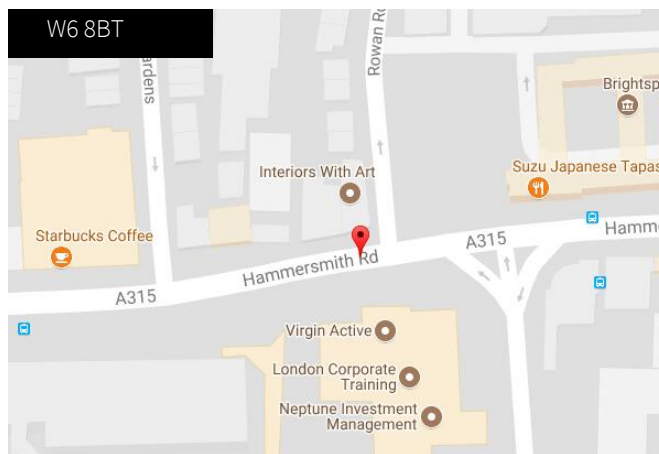 W6 8BT
ardens
Rowan Ro
Brightsp
Interiors With Art
Suzu Japanese Tapas
Starbucks Coffee
Hammersmith Rd
A315
Hamme
A315
Virgin Active
London Corporate
Training
Neptune Investment
Management